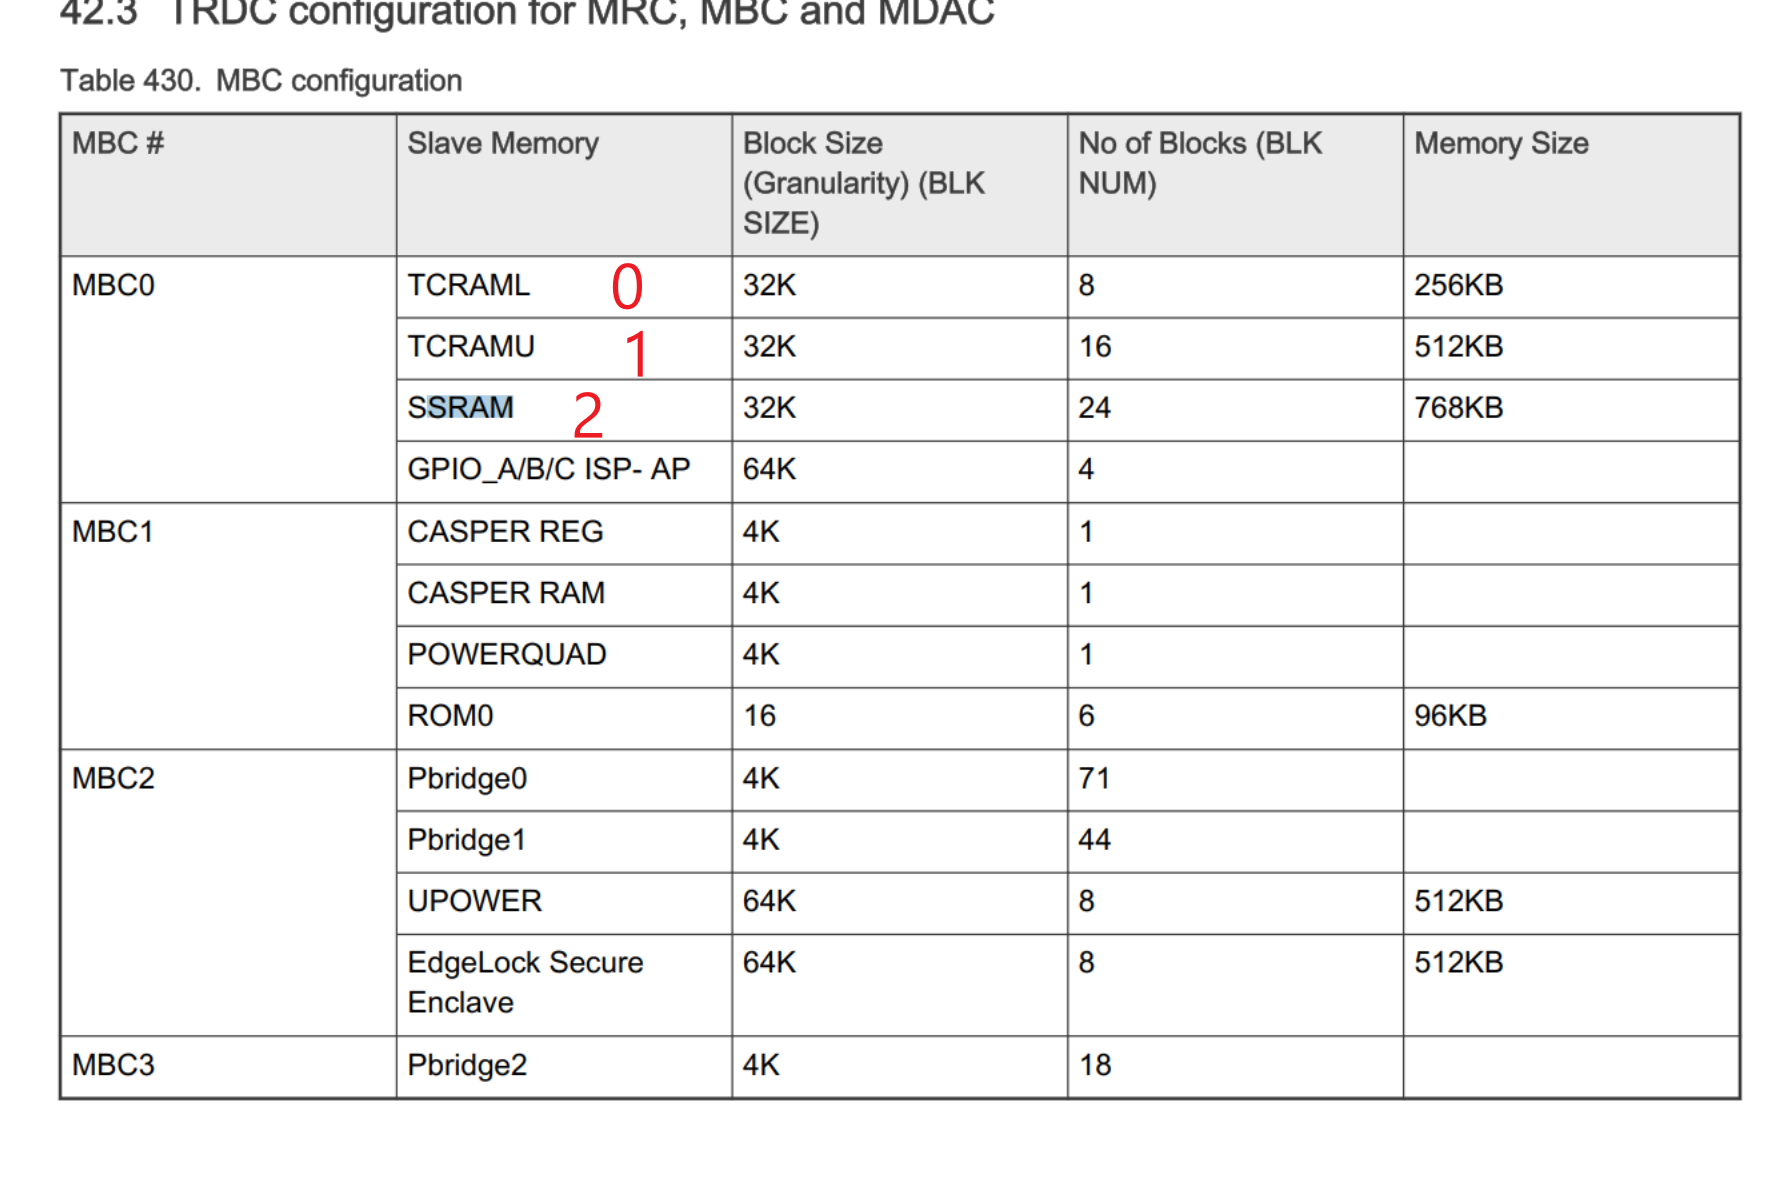 42.3 TRDC configuration for MRC, MBC and MDAC
Table 430. MBC configuration
MBC # Slave Memory Block Size (Granularity) (BLK SIZE) No of Blocks (BLK NUM) Memory Size
MBC0 TCRAML 0 32K 8 256KB
TCRAMU 1 32K 16 512KB
SSRAM 2 32K 24 768KB
GPIO_A/B/C ISP- AP 64K 4
MBC1 CASPER REG 4K 1
CASPER RAM 4K 1
POWERQUAD 4K 1
ROM0 16 6 96KB
MBC2 Pbridge0 4K 71
Pbridge1 4K 44
UPOWER 64K 8 512KB
EdgeLock Secure Enclave 64K 8 512KB
MBC3 Pbridge2 4K 18